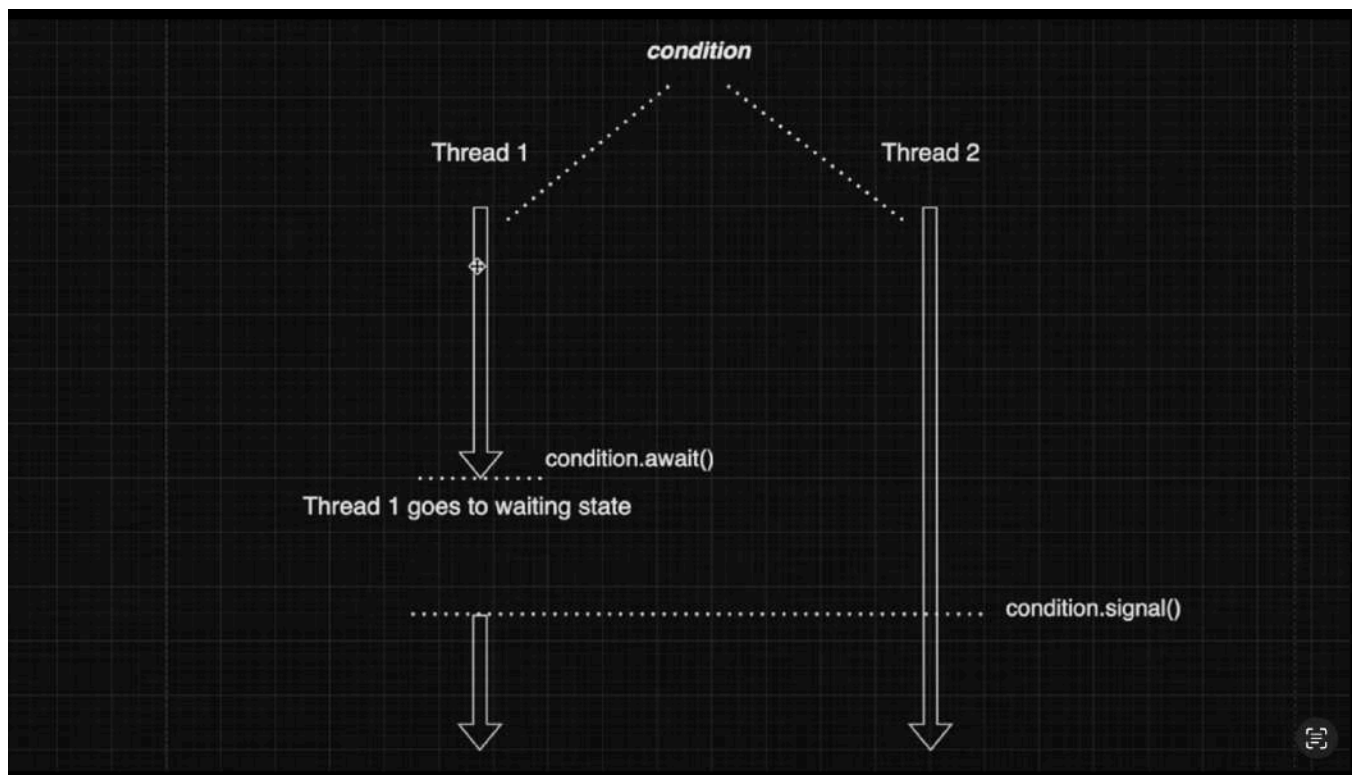 condition
Thread 1
Thread 2
condition.await()
Thread 1 goes to waiting state
condition.signal()